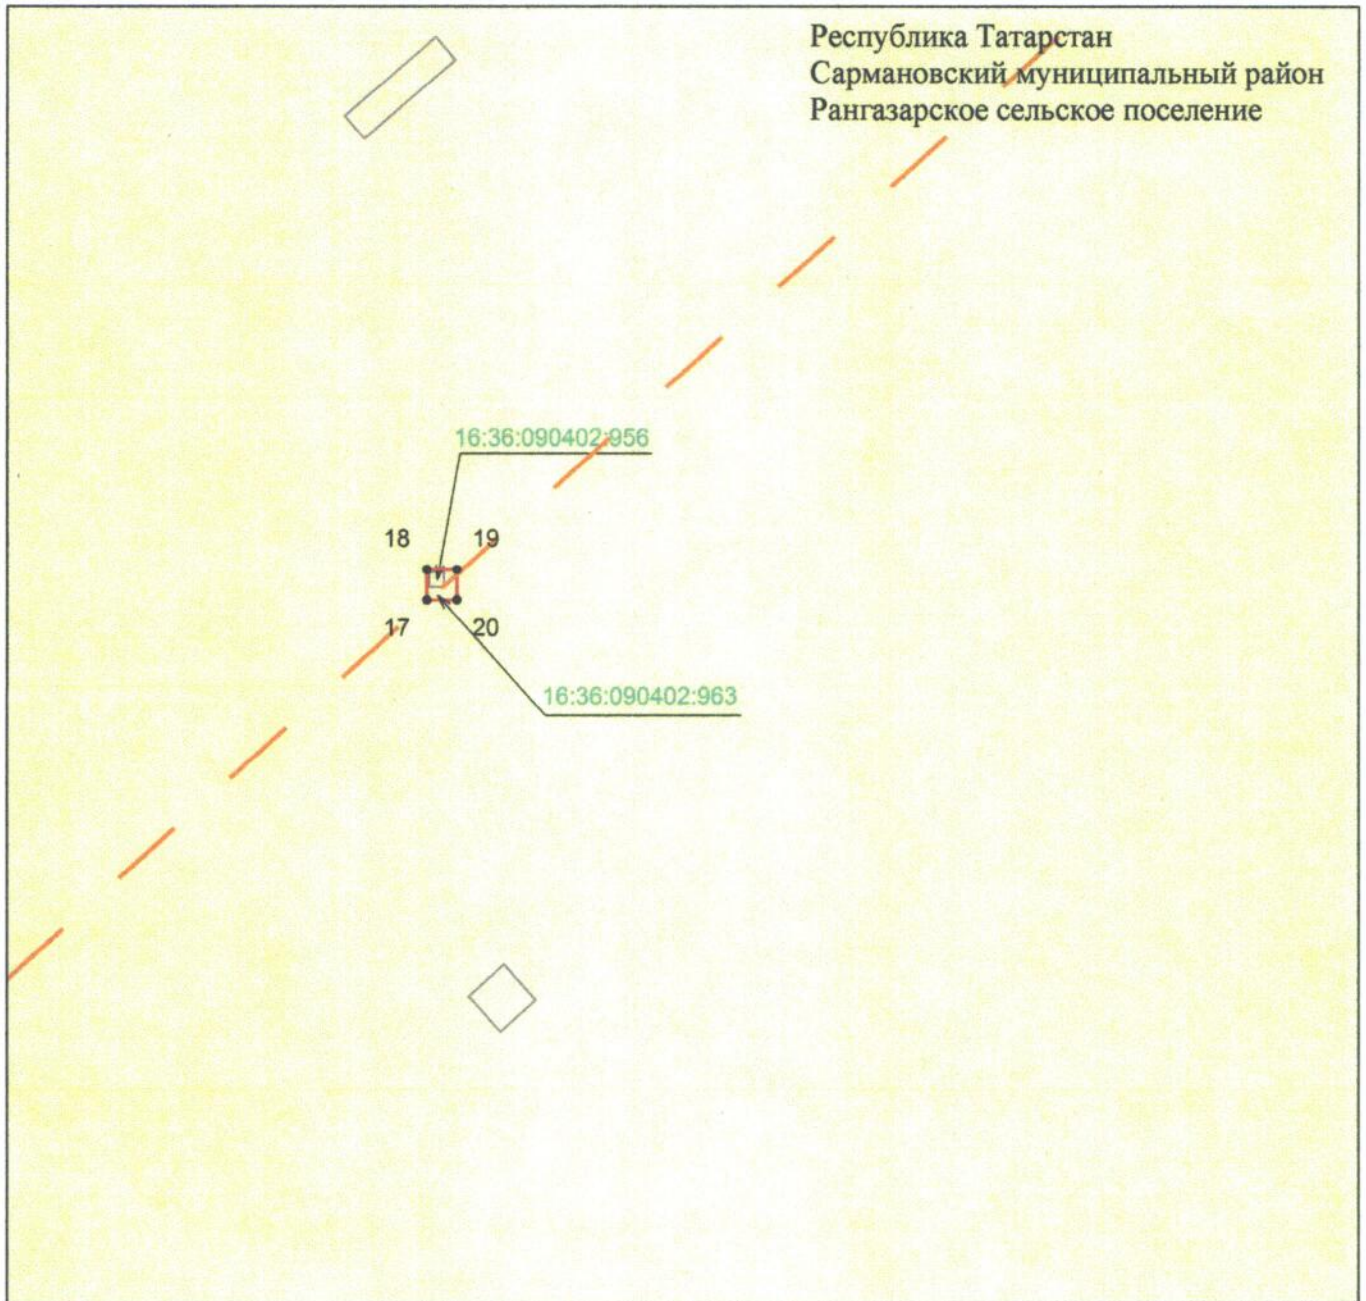 Республика Татарстан
Сармановский муниципальный район
Рангазарское сельское поселение
16:36:090402:956
18 19
17 20
16:36:090402:963